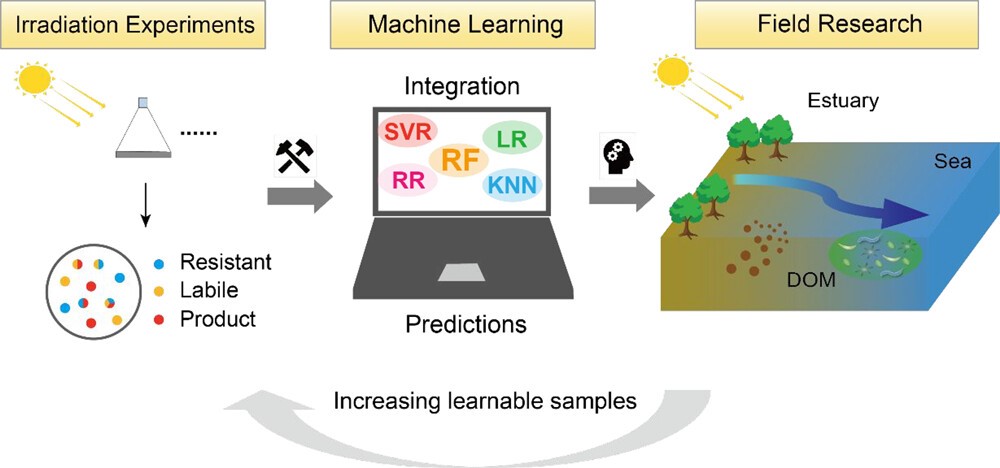 Irradiation Experiments
Machine Learning
Field Research
......
Integration
SVR
LR
RF
RR
KNN
Predictions
Resistant
Labile
Product
Estuary
Sea
DOM
Increasing learnable samples